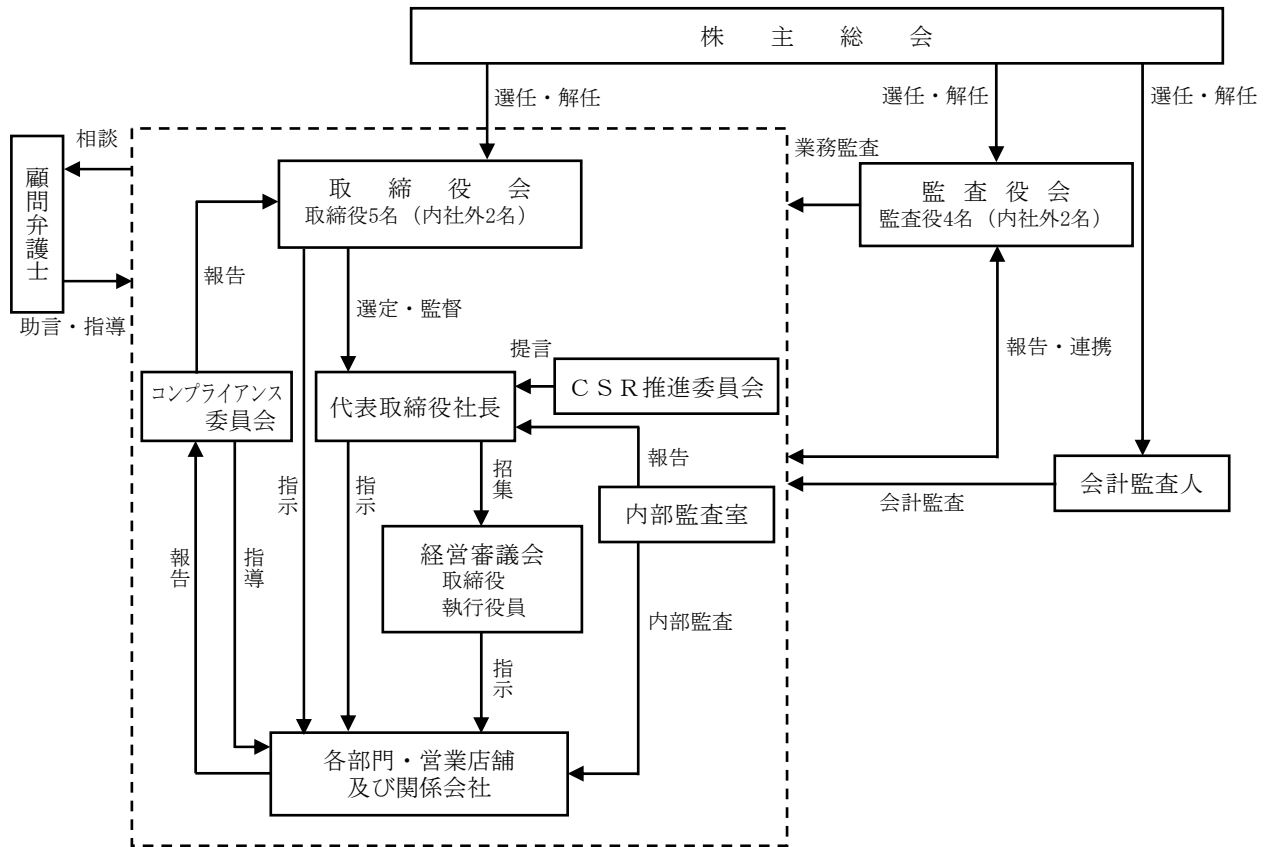 株主総会
選任・解任
選任・解任
選任・解任
相談
顧問弁護士
助言・指導
取締役会
取締役5名（内社外2名）
業務監査
監査役会
監査役4名（内社外2名）
報告
選定・監督
提言
CSR推進委員会
報告・連携
コンプライアンス
委員会
代表取締役社長
報告
会計監査人
会計監査
指示
指示
招集
内部監査室
報告
指導
経営審議会
取締役
執行役員
内部監査
指示
各部門・営業店舗
及び関係会社